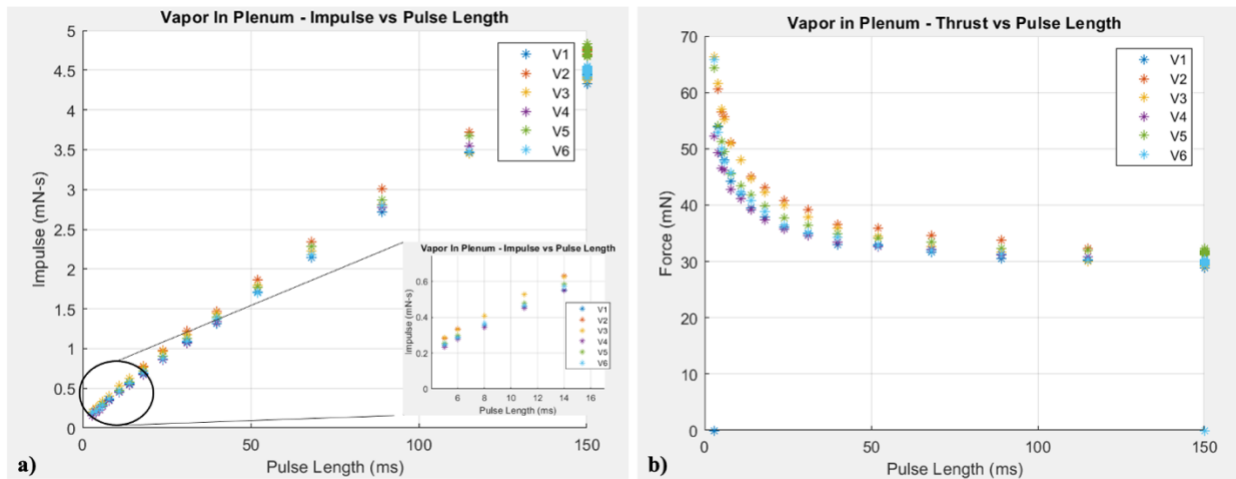 Vapor In Plenum - Impulse vs Pulse Length
5
4.5
4
3.5
3
2.5
2
1.5
1
0.5
0
Impulse (mN-s)
V1
V2
V3
V4
V5
V6
Vapor In Plenum - Impulse vs Pulse Length
0.6
0.4
0.2
0
Impulse (mN-s)
V1
V2
V3
V4
V5
V6
6 8 10 12 14 16
Pulse Length (ms)
0 50 100 150
Pulse Length (ms)
a)
Vapor in Plenum - Thrust vs Pulse Length
70
60
50
40
30
20
10
0
Force (mN)
V1
V2
V3
V4
V5
V6
0 50 100 150
Pulse Length (ms)
b)